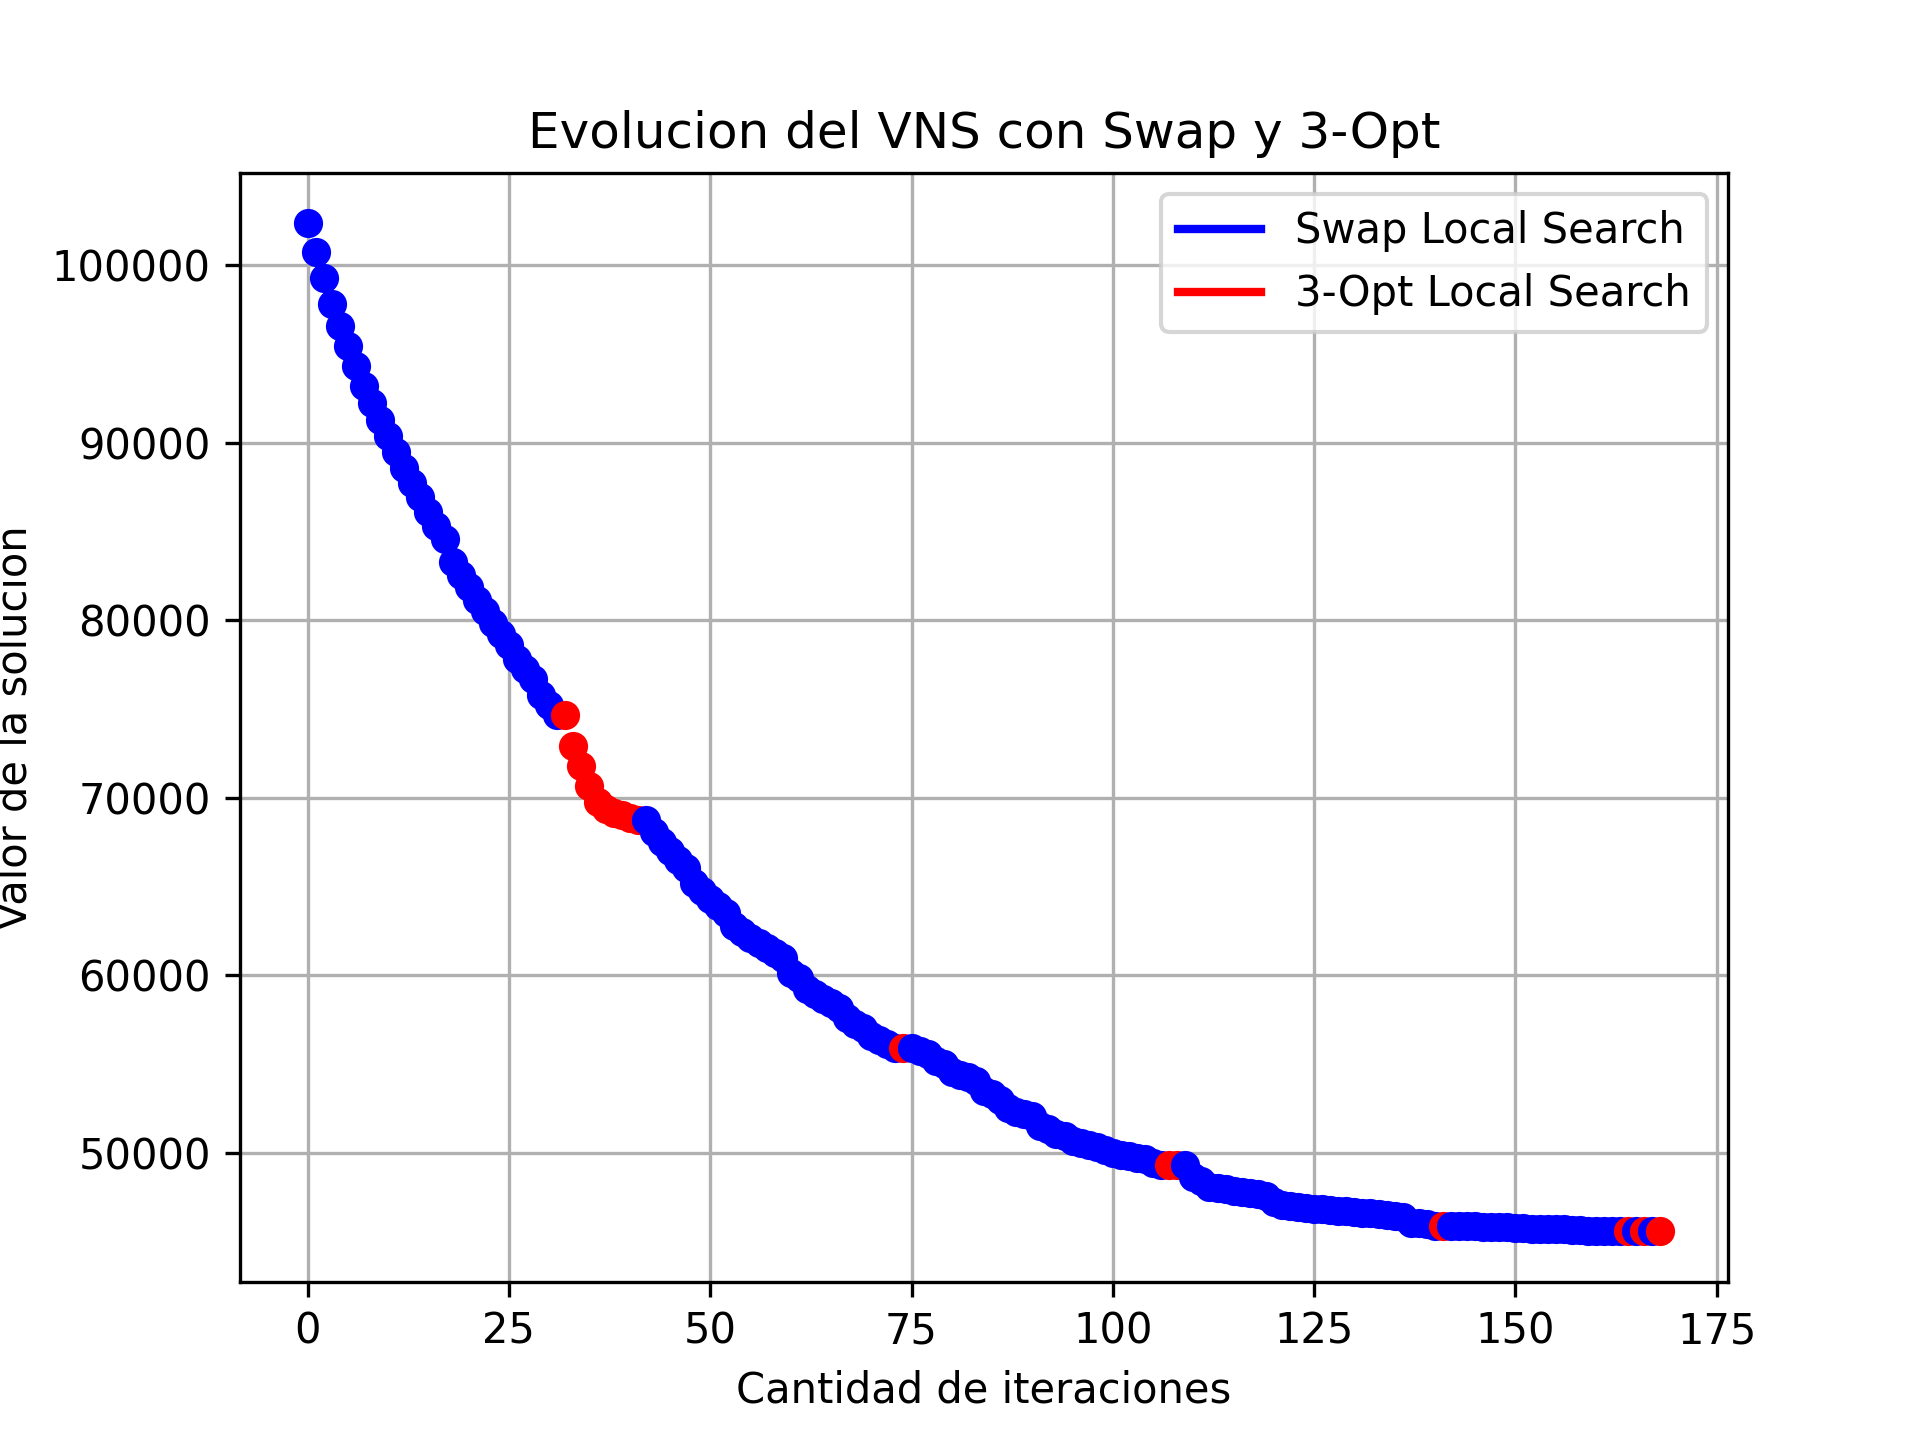 Evolucion del VNS con Swap y 3-Opt
Swap Local Search
3-Opt Local Search
100000
90000
80000
70000
60000
50000
Valor de la solucion
0 25 50 75 100 125 150 175
Cantidad de iteraciones